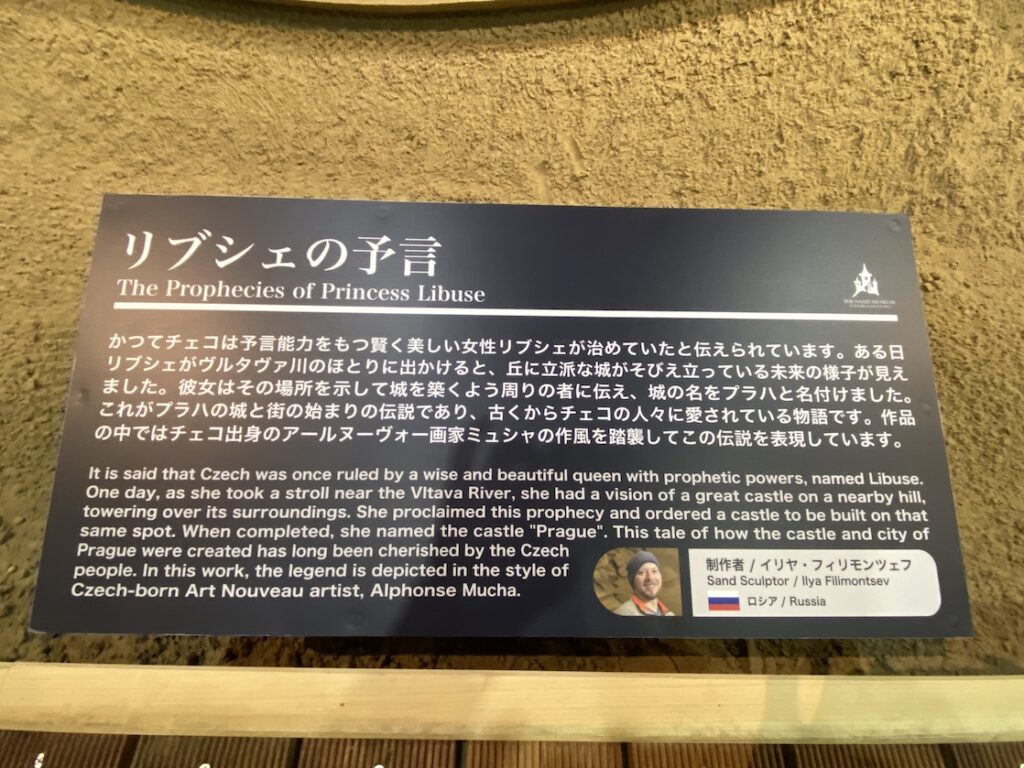 リブシェの予言
The Prophecies of Princess Libuse
THE SAND MUSEUM
かつてチェコは予言能力をもつ賢く美しい女性リブシェが治めていたと伝えられています。ある日
リブシェがヴルタヴァ川のほとりに出かけると、丘に立派な城がそびえ立っている未来の様子が見え
ました。彼女はその場所を示して城を築くよう周りの者に伝え、城の名をプラハと名付けました。
これがプラハの城と街の始まりの伝説であり、古くからチェコの人々に愛されている物語です。作品
の中ではチェコ出身のアールヌーヴォー画家ミュシャの作風を踏襲してこの伝説を表現しています。
It is said that Czech was once ruled by a wise and beautiful queen with prophetic powers, named Libuse.
One day, as she took a stroll near the Vltava River, she had a vision of a great castle on a nearby hill,
towering over its surroundings. She proclaimed this prophecy and ordered a castle to be built on that
same spot. When completed, she named the castle "Prague". This tale of how the castle and city of
Prague were created has long been cherished by the Czech
people. In this work, the legend is depicted in the style of
Czech-born Art Nouveau artist, Alphonse Mucha.
制作者 / イリヤ・フィリモンツェフ
Sand Sculptor / Ilya Filimontsev
ロシア / Russia